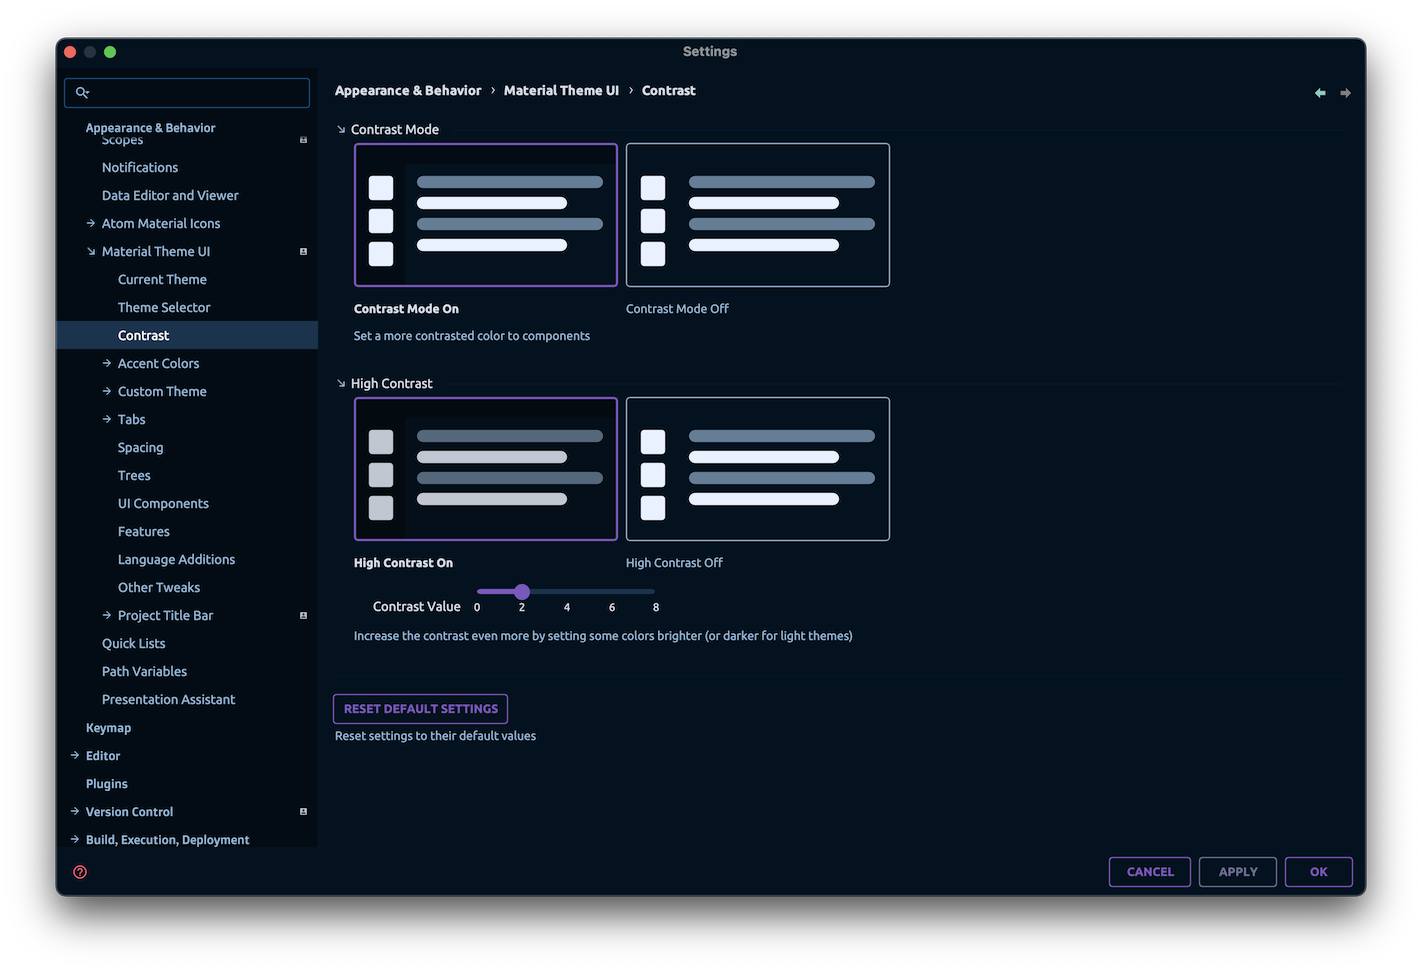 Settings
Appearance & Behavior
Scopes
Notifications
Data Editor and Viewer
Atom Material Icons
Material Theme UI
Current Theme
Theme Selector
Contrast
Accent Colors
Custom Theme
Tabs
Spacing
Trees
UI Components
Features
Language Additions
Other Tweaks
Project Title Bar
Quick Lists
Path Variables
Presentation Assistant
Keymap
Editor
Plugins
Version Control
Build, Execution, Deployment
Appearance & Behavior › Material Theme UI › Contrast
Contrast Mode
Contrast Mode On
Contrast Mode Off
Set a more contrasted color to components
High Contrast
High Contrast On
High Contrast Off
Contrast Value 0 2 4 6 8
Increase the contrast even more by setting some colors brighter (or darker for light themes)
RESET DEFAULT SETTINGS
Reset settings to their default values
?
CANCEL
APPLY
OK